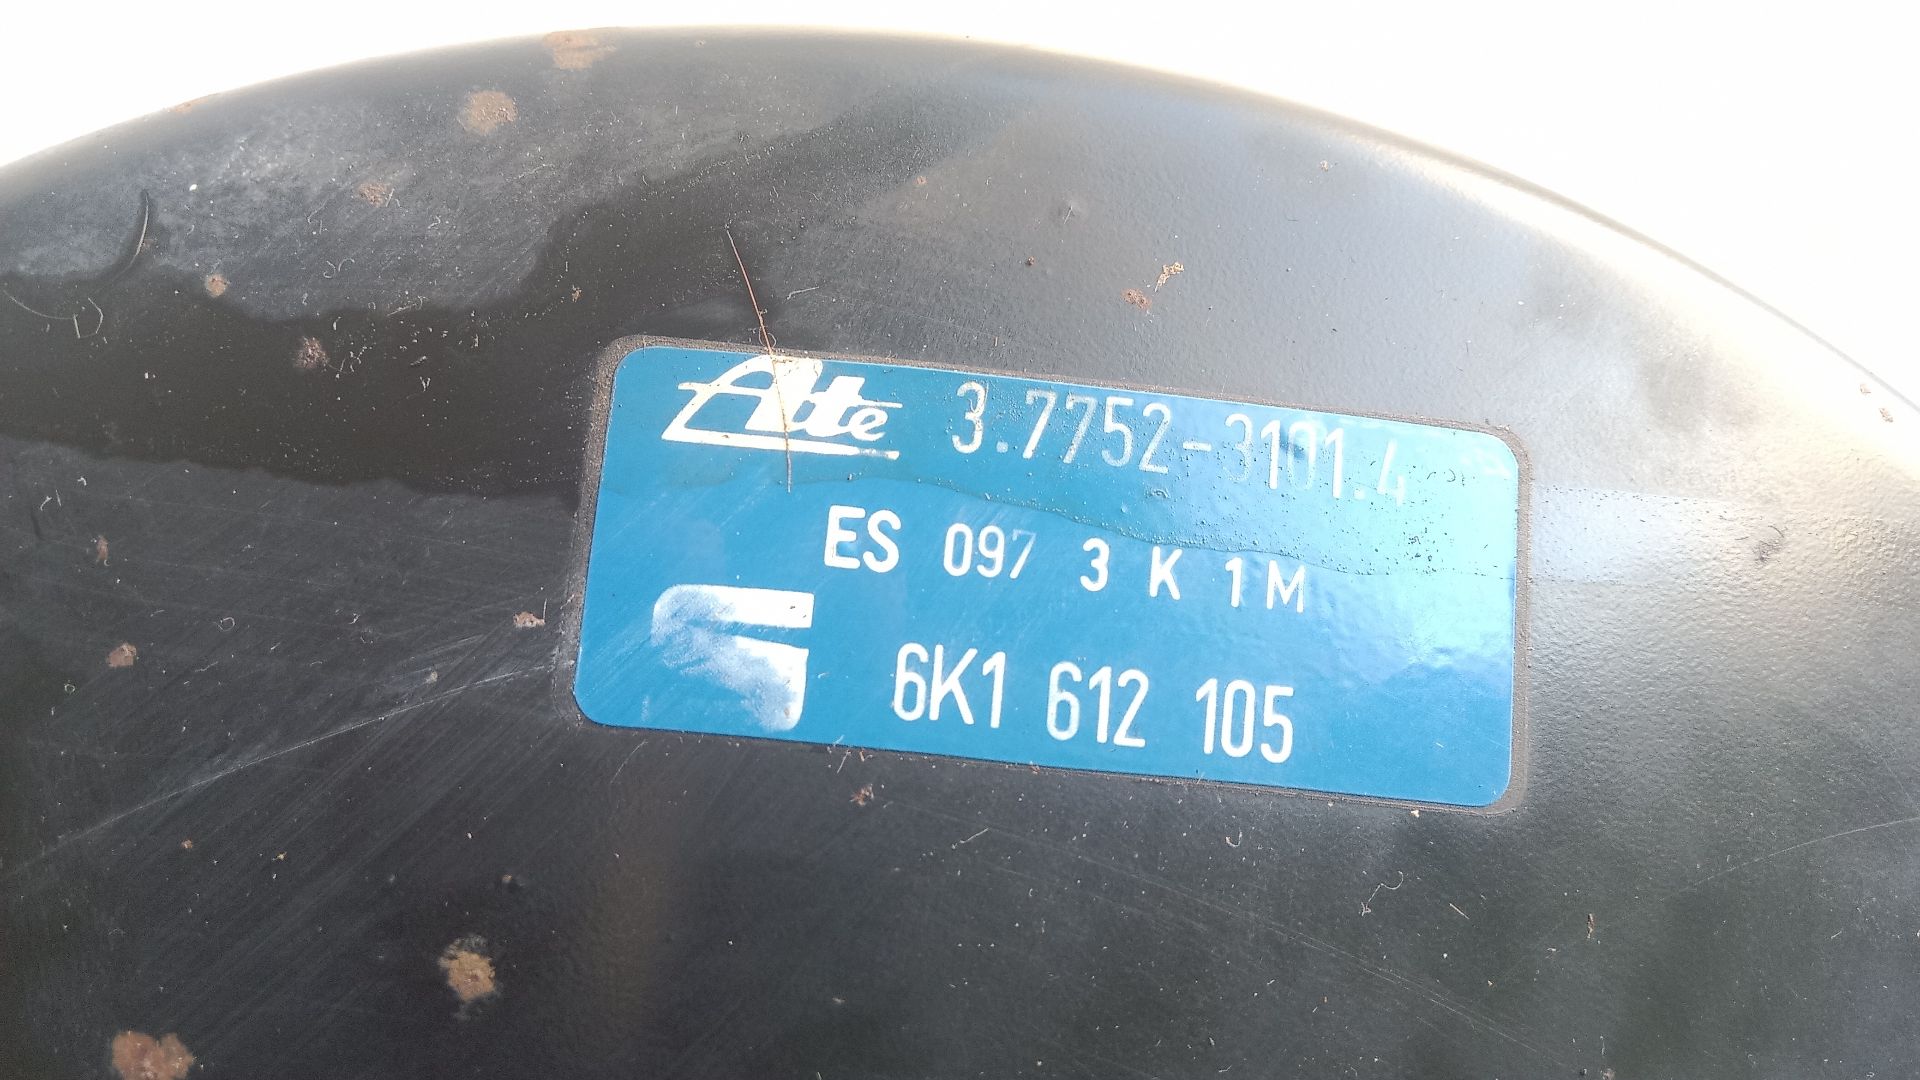 Ate 3.7752-3101.4
ES 097 3 K 1M
6K1 612 105